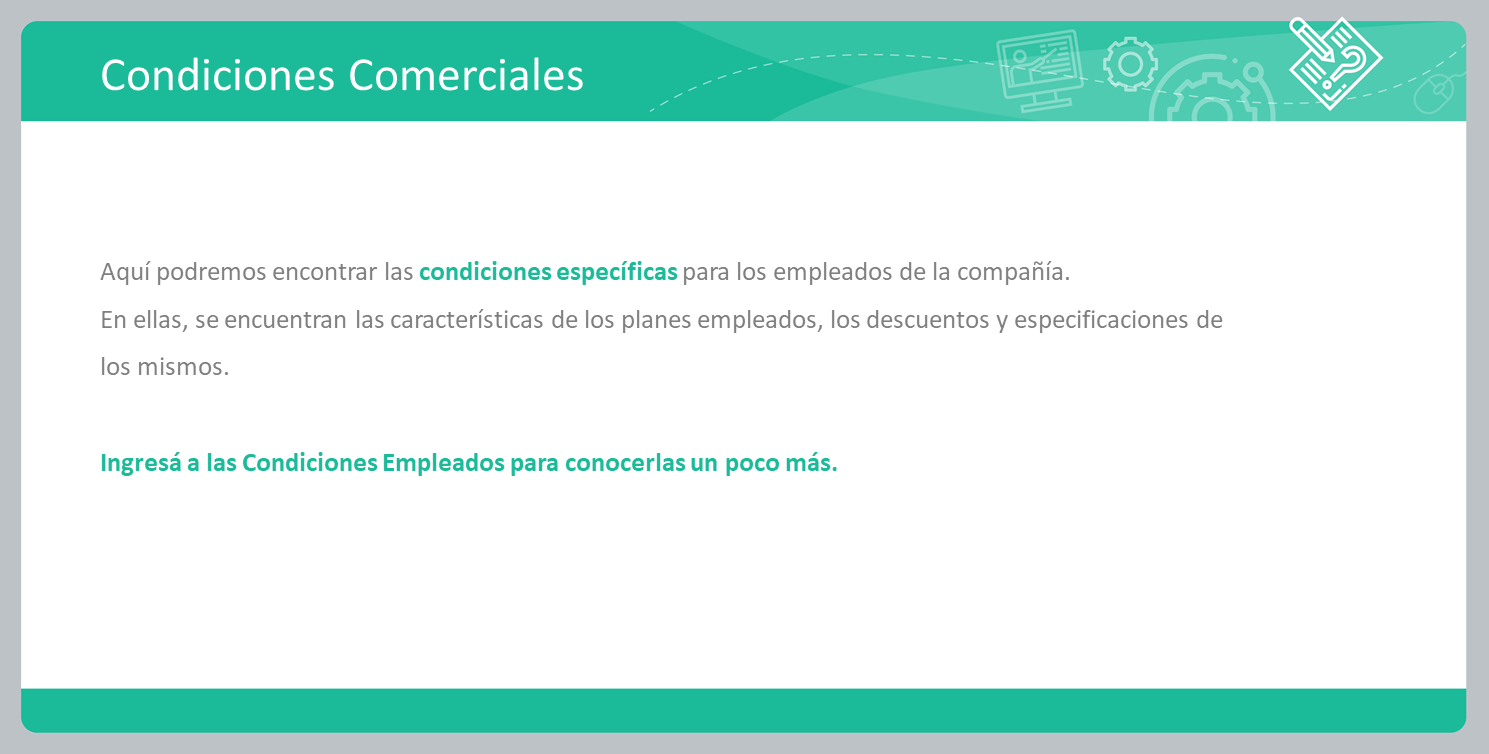 Condiciones Comerciales
Aquí podremos encontrar las condiciones específicas para los empleados de la compañía.
En ellas, se encuentran las características de los planes empleados, los descuentos y especificaciones de
los mismos.
Ingresá a las Condiciones Empleados para conocerlas un poco más.